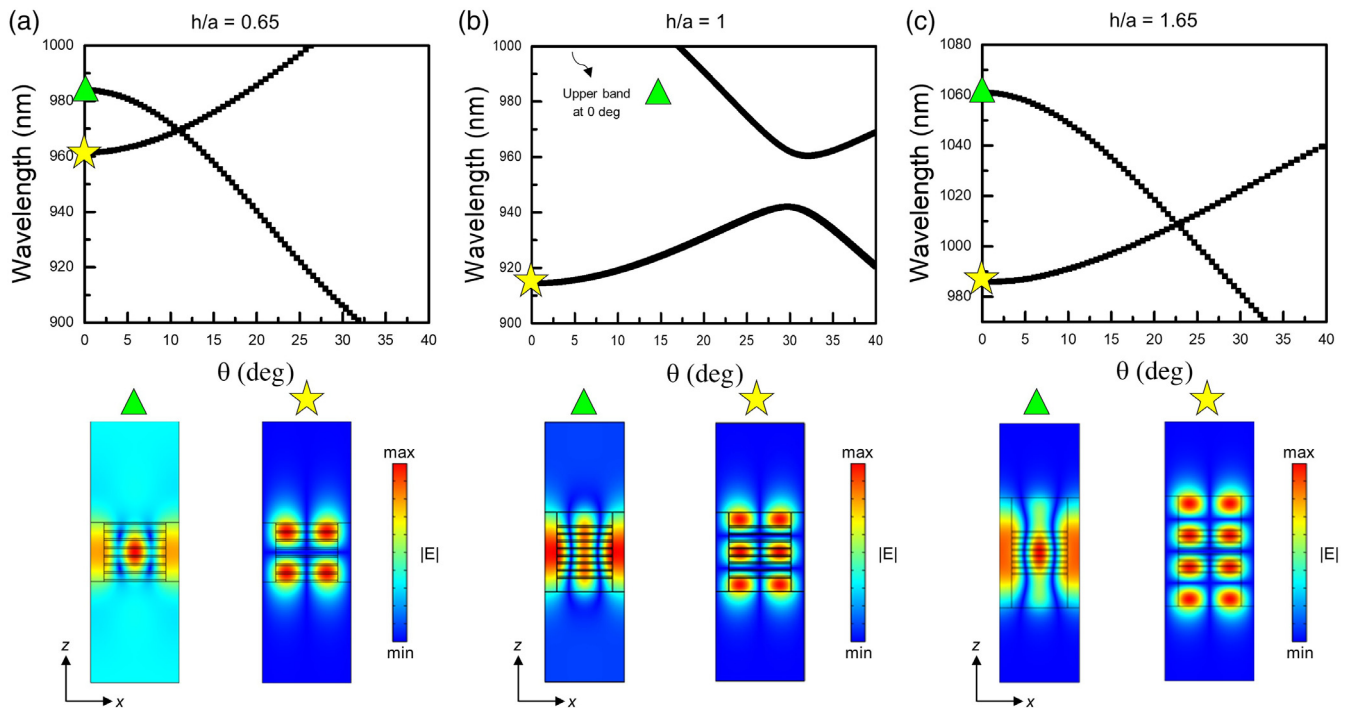 (a)
h/a = 0.65
Wavelength (nm)
1000
980
960
940
920
900
0 5 10 15 20 25 30 35 40
θ (deg)
max
|E|
min
z
x
(b)
h/a = 1
Wavelength (nm)
1000
980
960
940
920
900
Upper band
at 0 deg
0 5 10 15 20 25 30 35 40
θ (deg)
max
|E|
min
z
x
(c)
h/a = 1.65
Wavelength (nm)
1080
1060
1040
1020
1000
980
0 5 10 15 20 25 30 35 40
θ (deg)
max
|E|
min
z
x